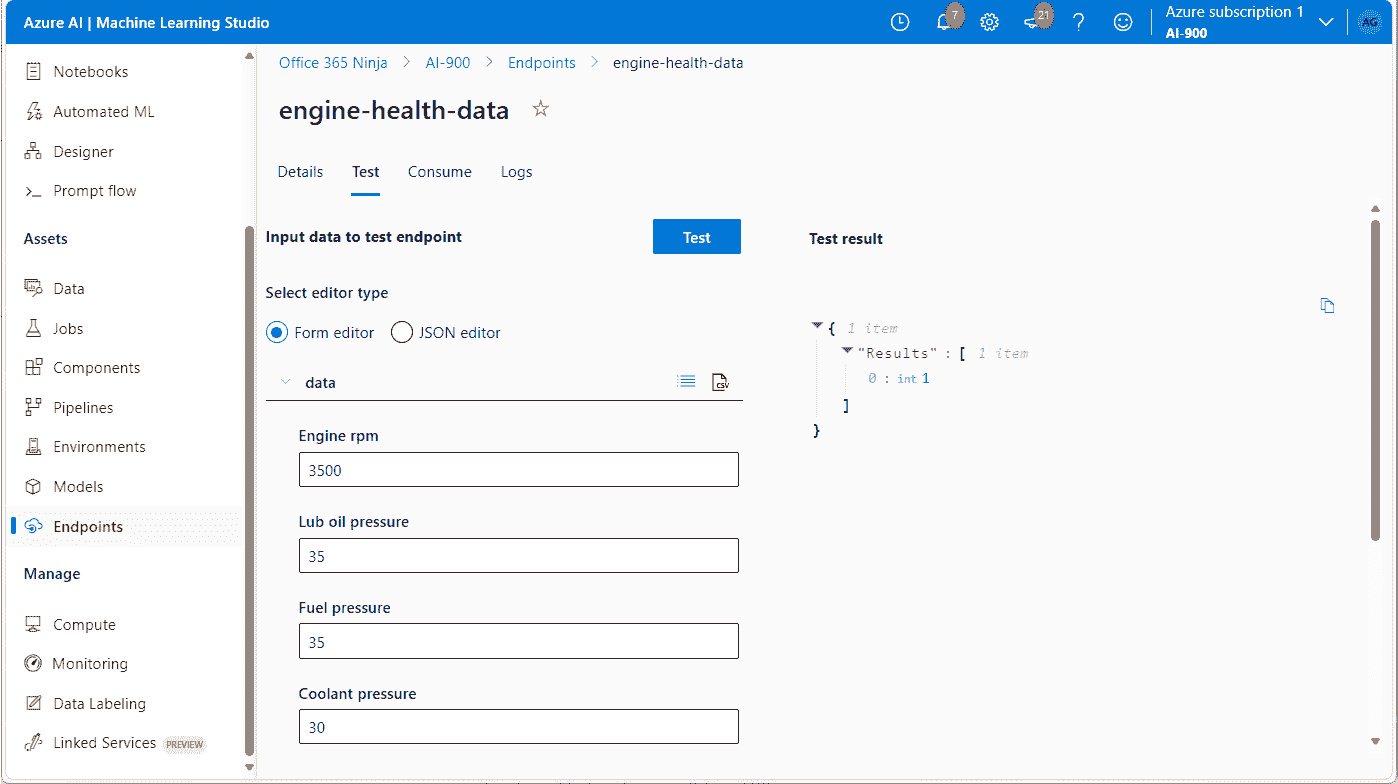 Azure AI | Machine Learning Studio
7
21
?
Azure subscription 1
AI-900
AG
Notebooks
Automated ML
Designer
Prompt flow
Assets
Data
Jobs
Components
Pipelines
Environments
Models
Endpoints
Manage
Compute
Monitoring
Data Labeling
Linked Services PREVIEW
Office 365 Ninja > AI-900 > Endpoints > engine-health-data
engine-health-data
Details Test Consume Logs
Input data to test endpoint
Test
Select editor type
Form editor JSON editor
data
CSV
Engine rpm
3500
Lub oil pressure
35
Fuel pressure
35
Coolant pressure
30
Test result
{ 1 item
"Results" : [ 1 item
0 : int 1
]
}